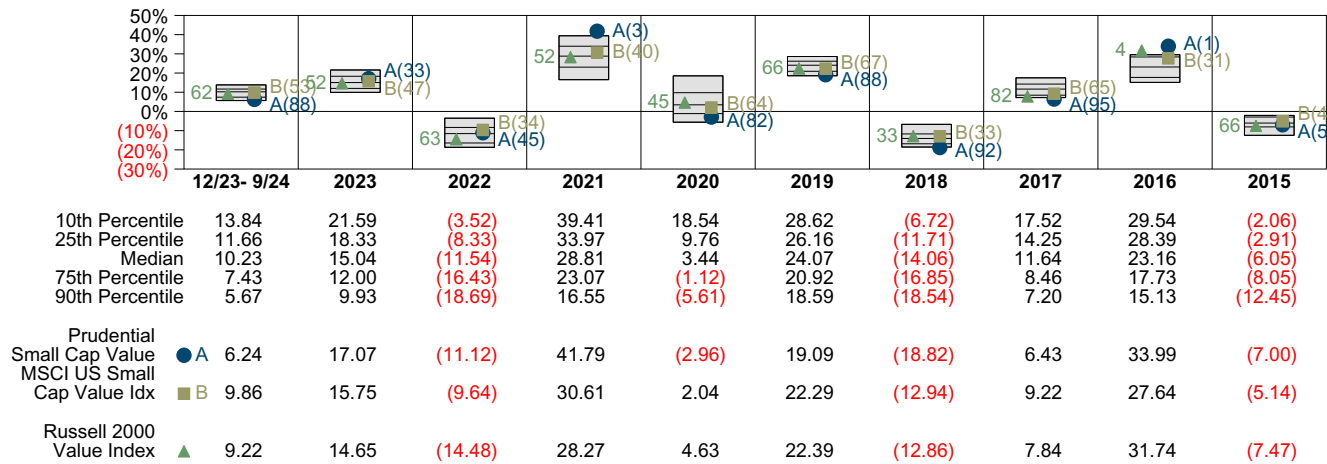 50%
40%
30%
20%
10%
0%
(10%)
(20%)
(30%)
62 B(53) A(88)
52 A(33) B(47)
63 B(34) A(45)
52 A(3) B(40)
45 B(64) A(82)
66 B(67) A(88)
33 B(33) A(92)
82 B(65) A(95)
4 A(1) B(31)
66 B(4 A(5
12/23- 9/24 2023 2022 2021 2020 2019 2018 2017 2016 2015
10th Percentile 13.84 21.59 (3.52) 39.41 18.54 28.62 (6.72) 17.52 29.54 (2.06)
25th Percentile 11.66 18.33 (8.33) 33.97 9.76 26.16 (11.71) 14.25 28.39 (2.91)
Median 10.23 15.04 (11.54) 28.81 3.44 24.07 (14.06) 11.64 23.16 (6.05)
75th Percentile 7.43 12.00 (16.43) 23.07 (1.12) 20.92 (16.85) 8.46 17.73 (8.05)
90th Percentile 5.67 9.93 (18.69) 16.55 (5.61) 18.59 (18.54) 7.20 15.13 (12.45)
Prudential
Small Cap Value A 6.24 17.07 (11.12) 41.79 (2.96) 19.09 (18.82) 6.43 33.99 (7.00)
MSCI US Small
Cap Value Idx B 9.86 15.75 (9.64) 30.61 2.04 22.29 (12.94) 9.22 27.64 (5.14)
Russell 2000
Value Index 9.22 14.65 (14.48) 28.27 4.63 22.39 (12.86) 7.84 31.74 (7.47)